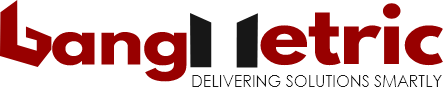 bangMetric
DELIVERING SOLUTIONS SMARTLY